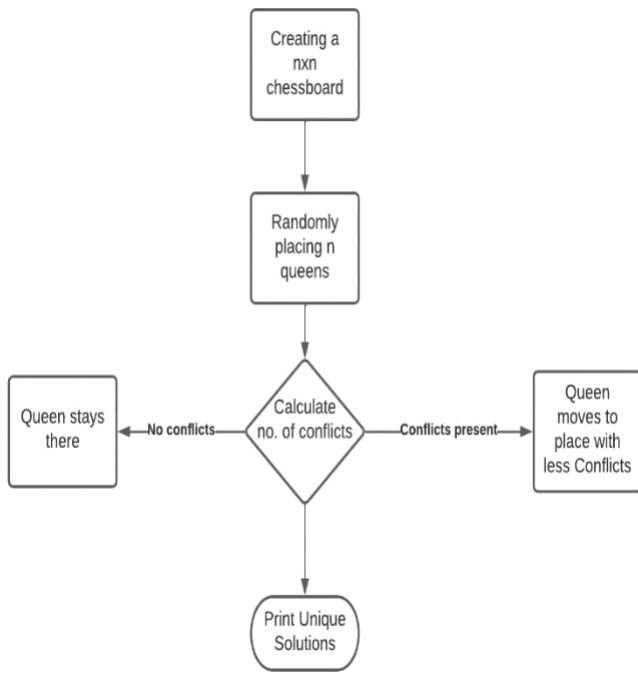 Creating a
nxn
chessboard
Randomly
placing n
queens
Calculate
no. of conflicts
No conflicts
Queen stays
there
Conflicts present
Queen
moves to
place with
less Conflicts
Print Unique
Solutions